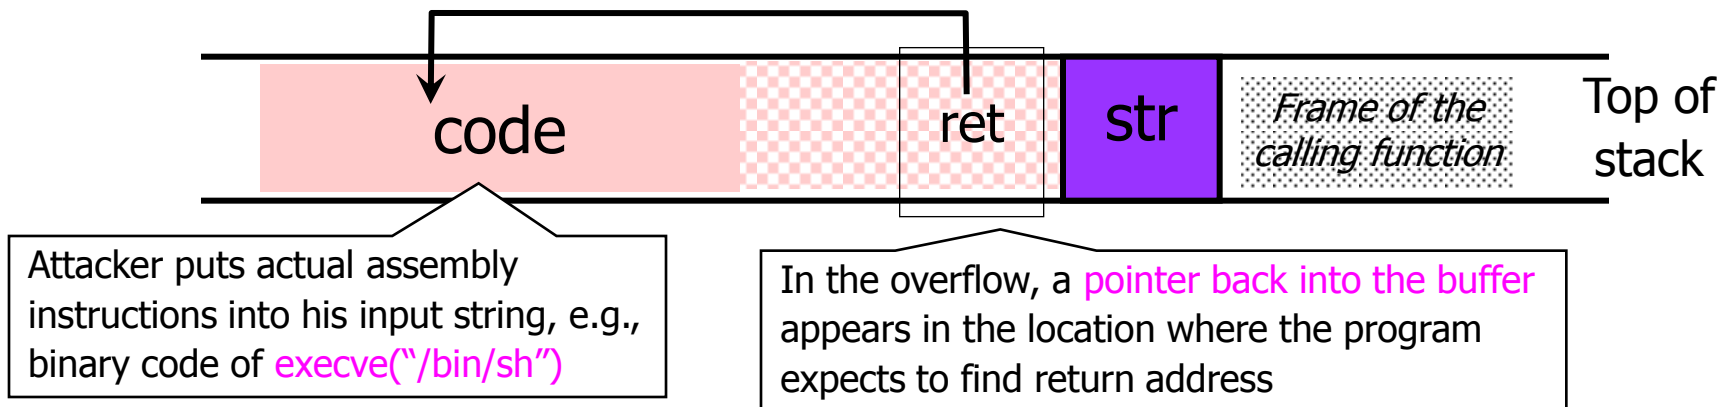 code
ret
str
Frame of the
calling function
Top of
stack
Attacker puts actual assembly
instructions into his input string, e.g.,
binary code of execve(“/bin/sh”)
In the overflow, a pointer back into the buffer
appears in the location where the program
expects to find return address